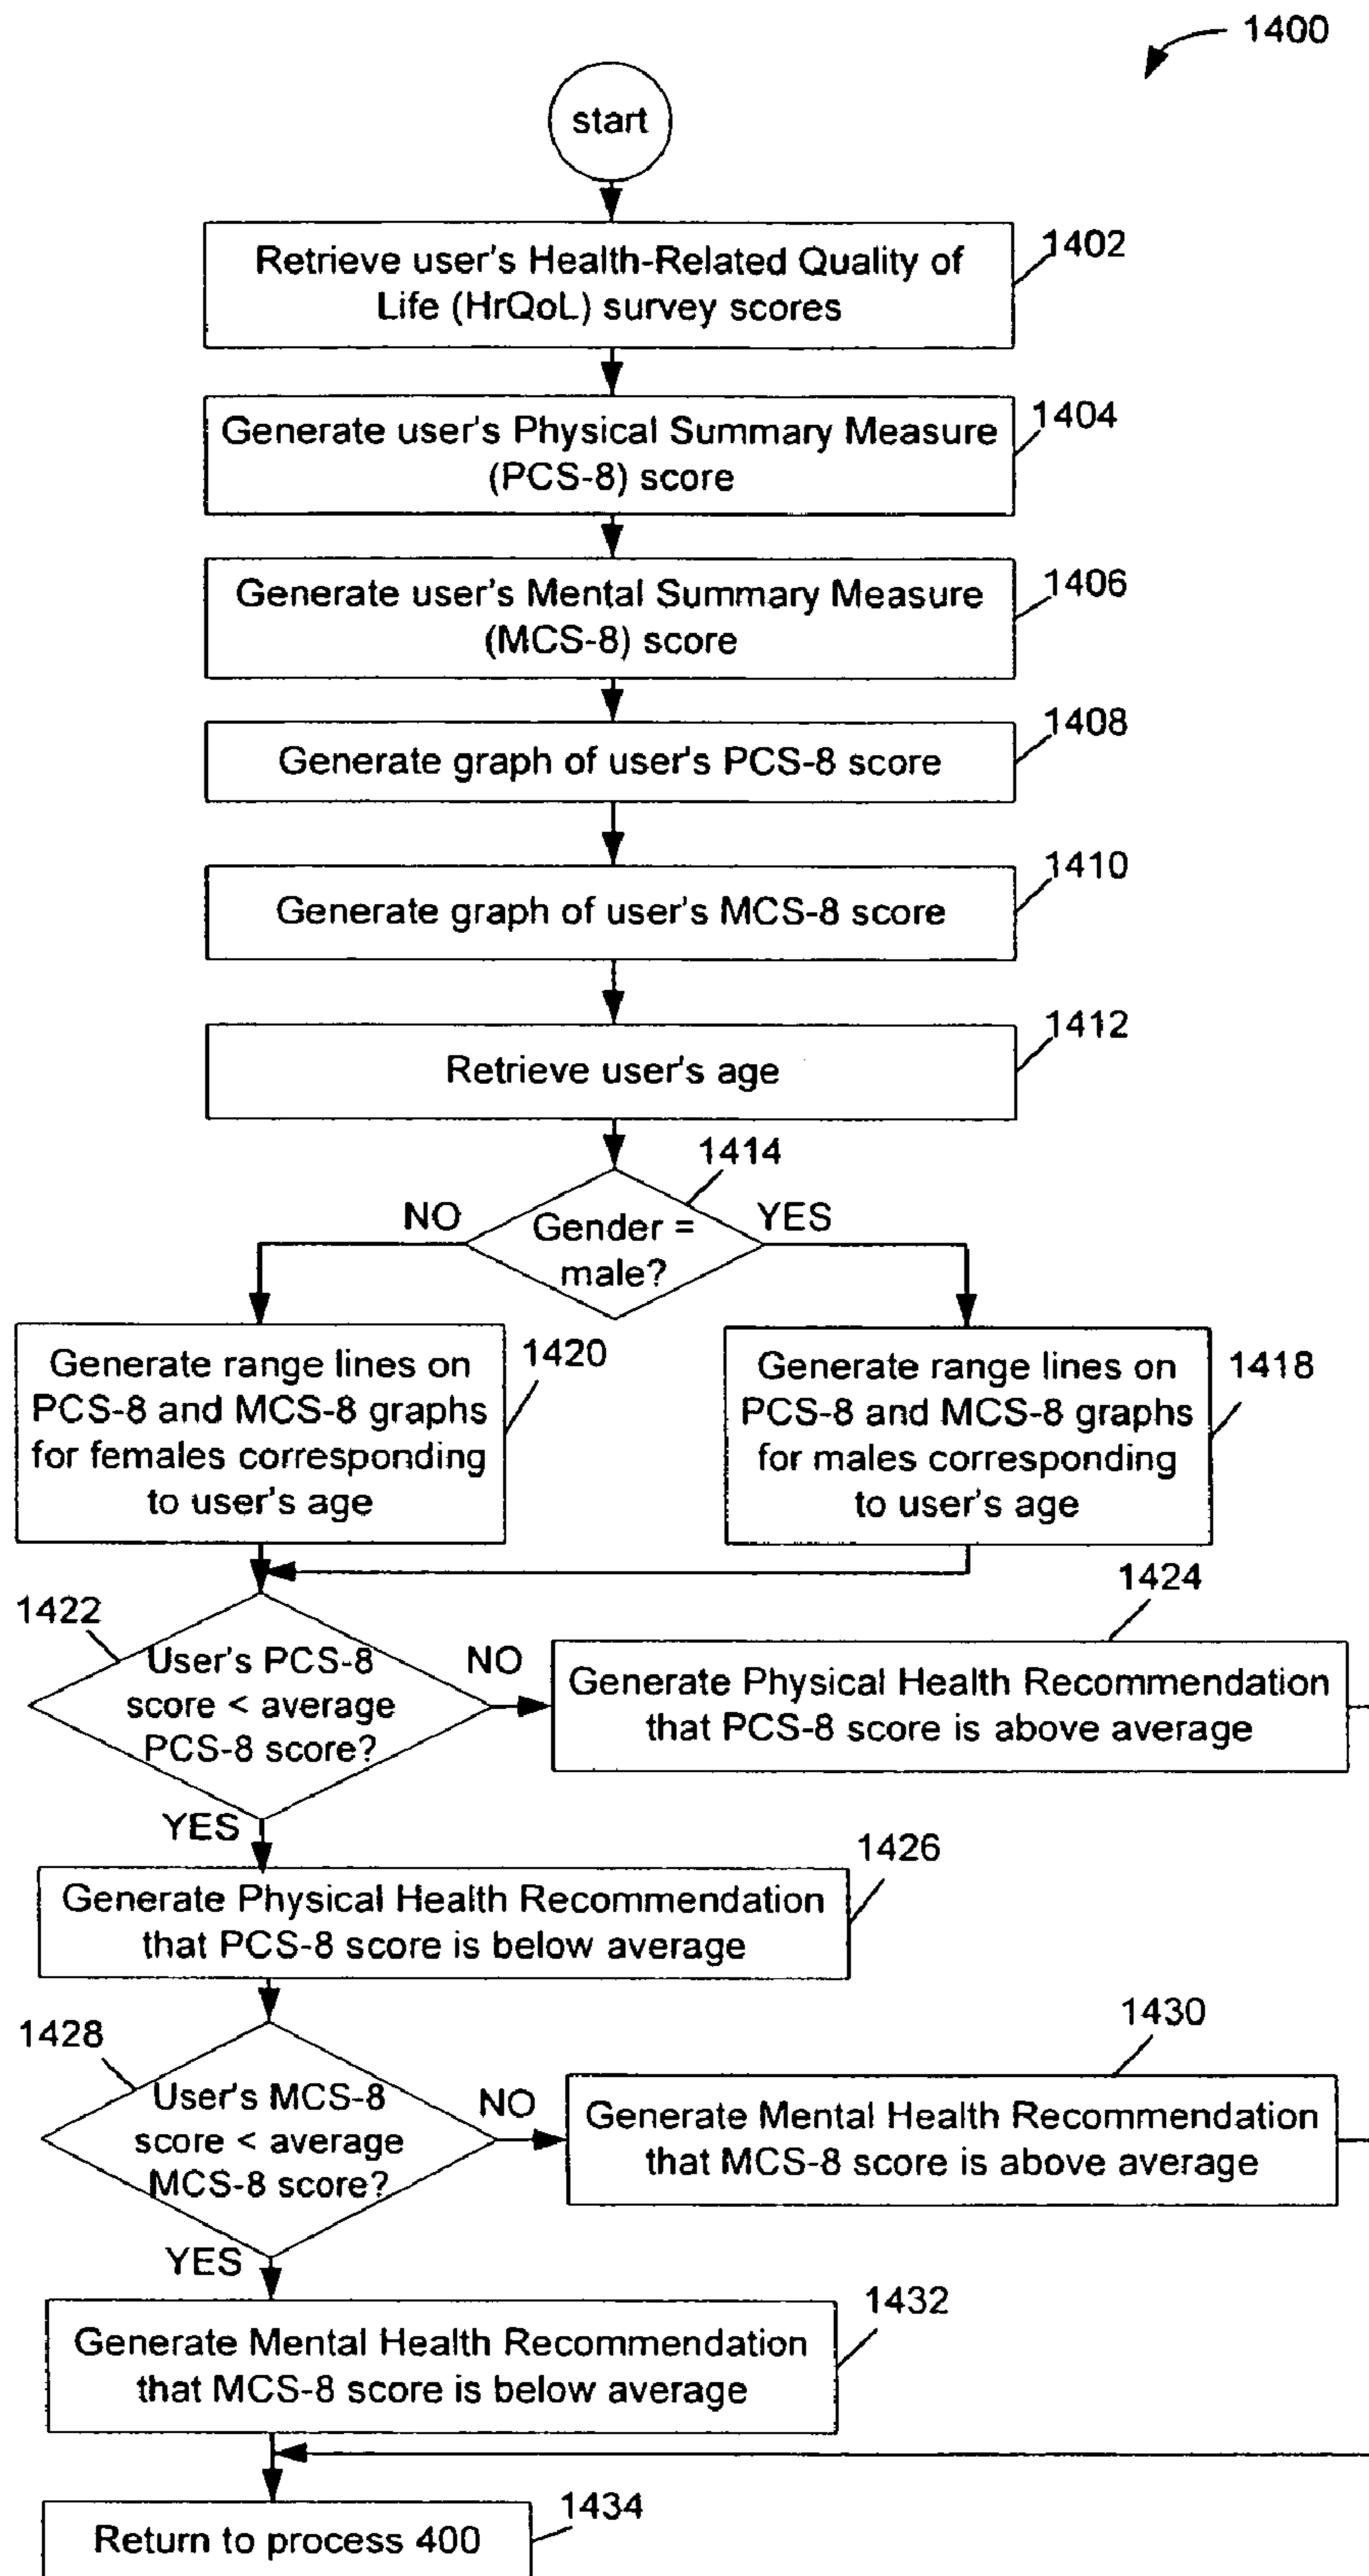 1400
start
Retrieve user's Health-Related Quality of
Life (HrQoL) survey scores
1402
Generate user's Physical Summary Measure
(PCS-8) score
1404
Generate user's Mental Summary Measure
(MCS-8) score
1406
Generate graph of user's PCS-8 score
1408
Generate graph of user's MCS-8 score
1410
Retrieve user's age
1412
1414
NO
Gender =
male?
YES
Generate range lines on
PCS-8 and MCS-8 graphs
for females corresponding
to user's age
1420
Generate range lines on
PCS-8 and MCS-8 graphs
for males corresponding
to user's age
1418
1422
User's PCS-8
score < average
PCS-8 score?
NO
YES
1424
Generate Physical Health Recommendation
that PCS-8 score is above average
1426
Generate Physical Health Recommendation
that PCS-8 score is below average
1428
User's MCS-8
score < average
MCS-8 score?
NO
YES
1430
Generate Mental Health Recommendation
that MCS-8 score is above average
1432
Generate Mental Health Recommendation
that MCS-8 score is below average
Return to process 400
1434